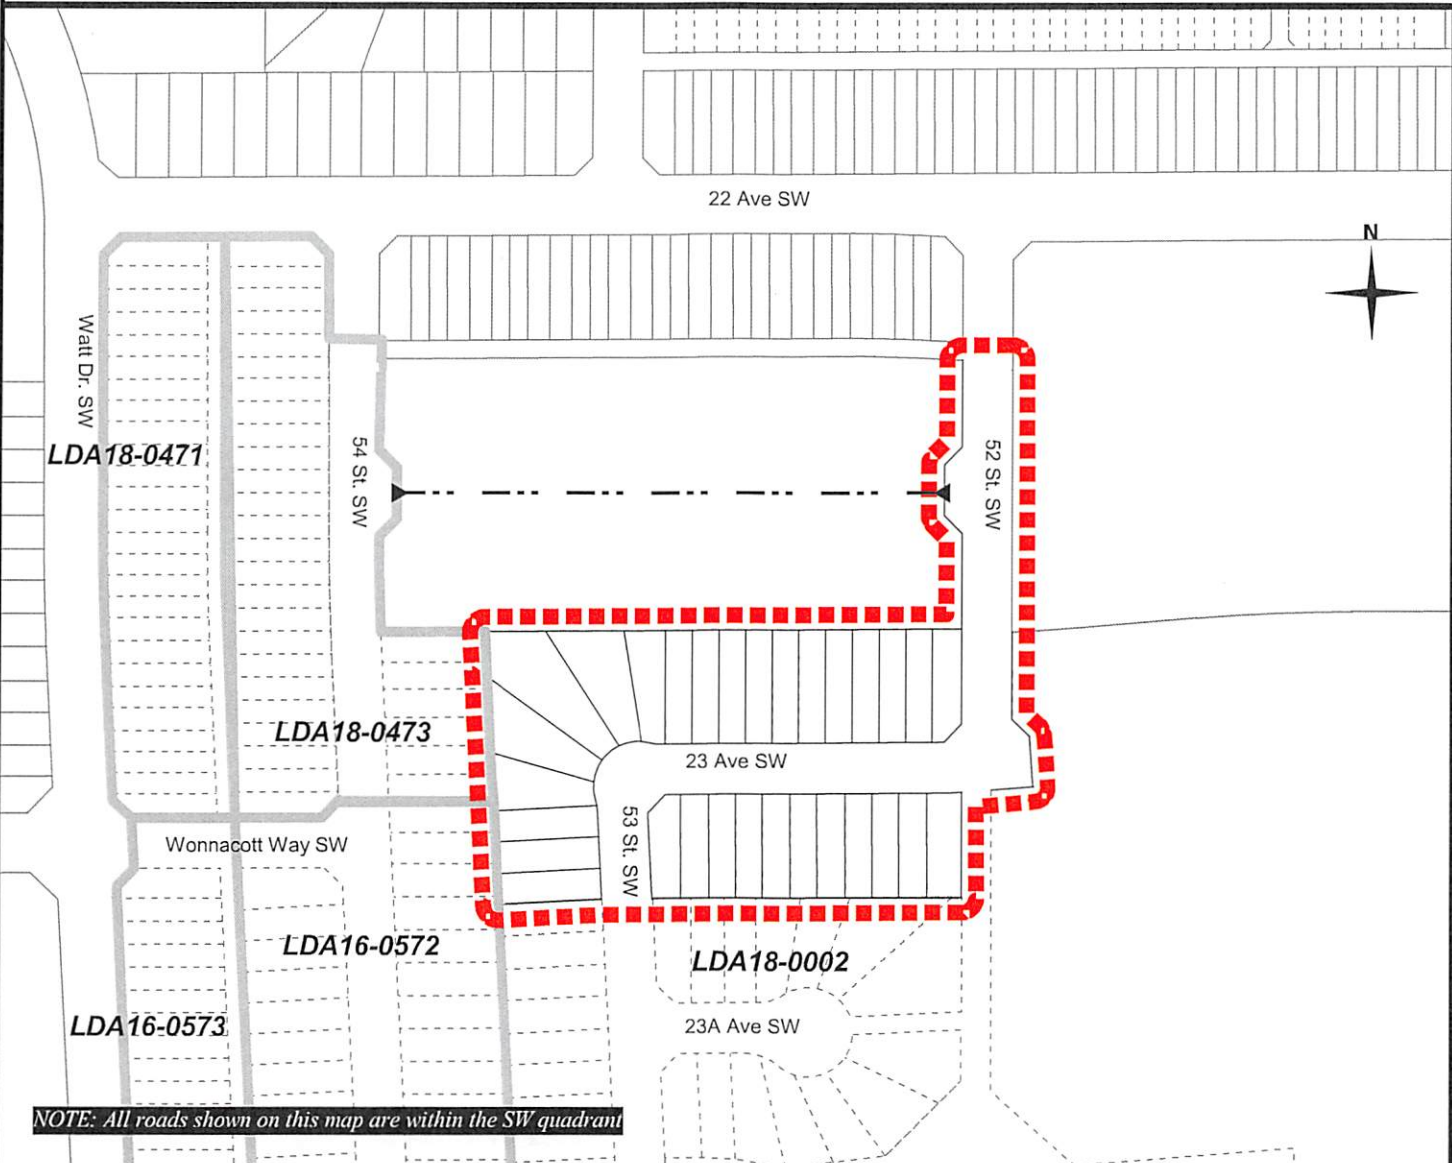 22 Ave SW
N
Watt Dr. SW
LDA18-0471
54 St. SW
52 St. SW
LDA18-0473
23 Ave SW
53 St. SW
Wonnacott Way SW
LDA16-0572
LDA18-0002
LDA16-0573
23A Ave SW
NOTE: All roads shown on this map are within the SW quadrant